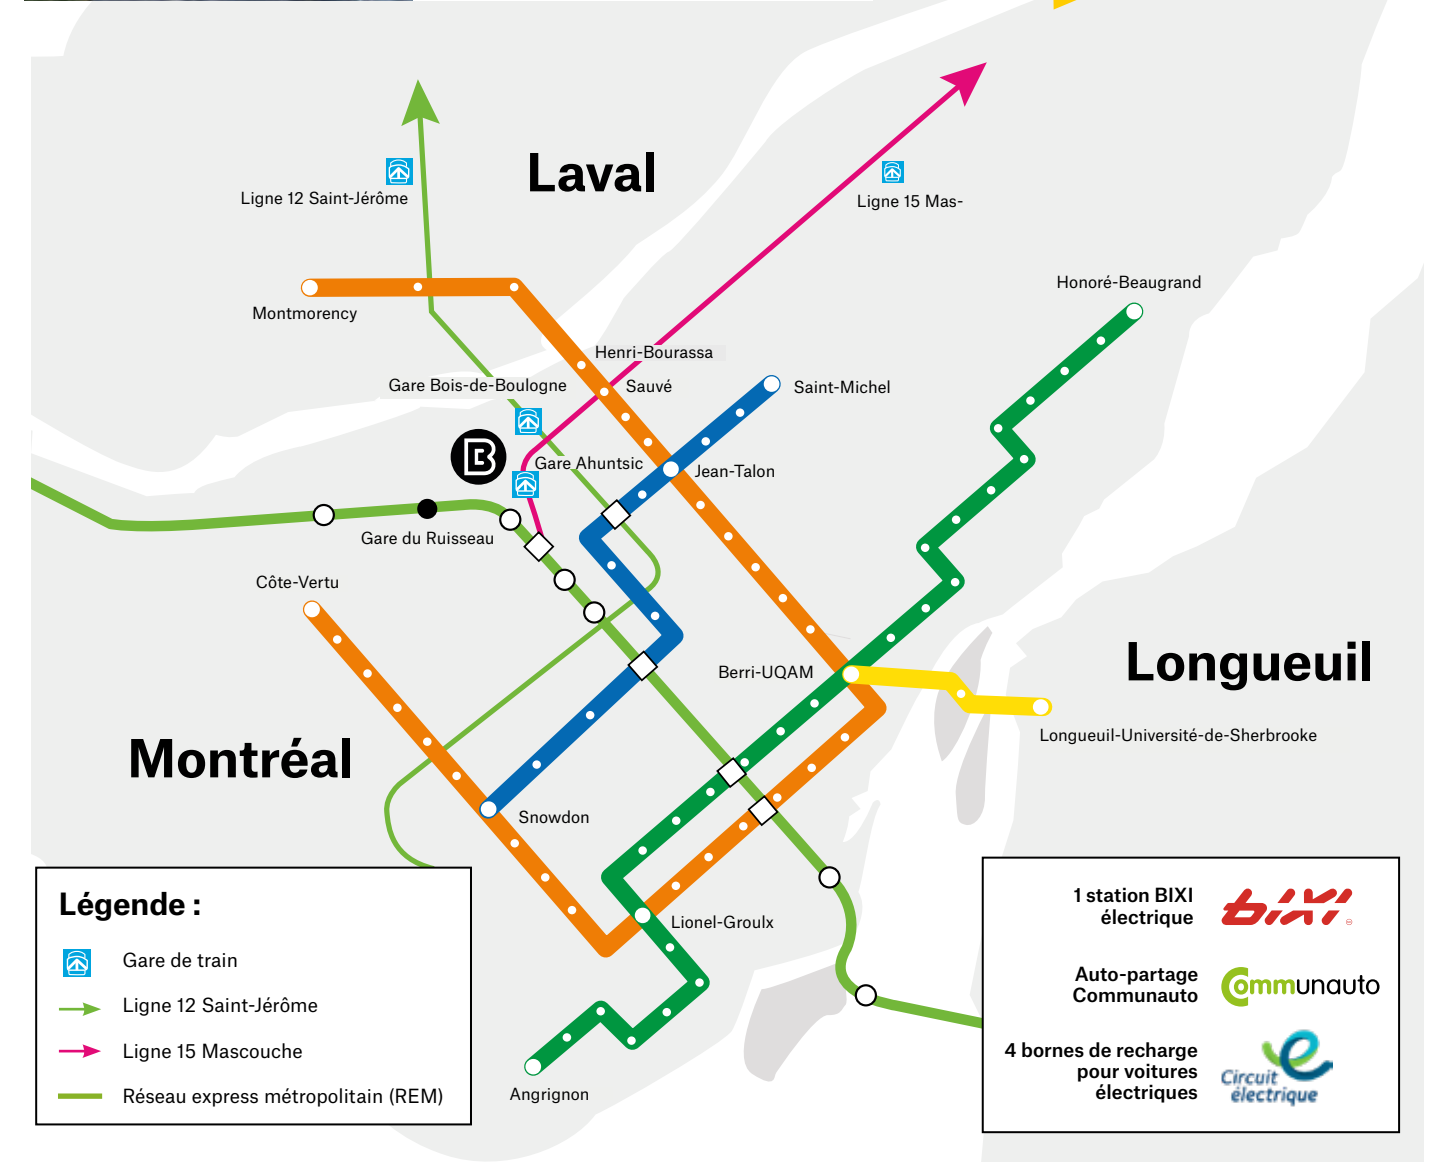 Laval
Ligne 12 Saint-Jérôme
Ligne 15 Mas-
Honoré-Beaugrand
Montmorency
Henri-Bourassa
Gare Bois-de-Boulogne
Sauvé
Saint-Michel
B
Gare Ahuntsic
Jean-Talon
Gare du Ruisseau
Côte-Vertu
Berri-UQAM
Longueuil
Longueuil-Université-de-Sherbrooke
Montréal
Snowdon
Lionel-Groulx
Angrignon
Légende :
Gare de train
Ligne 12 Saint-Jérôme
Ligne 15 Mascouche
Réseau express métropolitain (REM)
1 station BIXI
électrique
BIXI
Auto-partage
Communauto
Communauto
4 bornes de recharge
pour voitures
électriques
Circuit
électrique